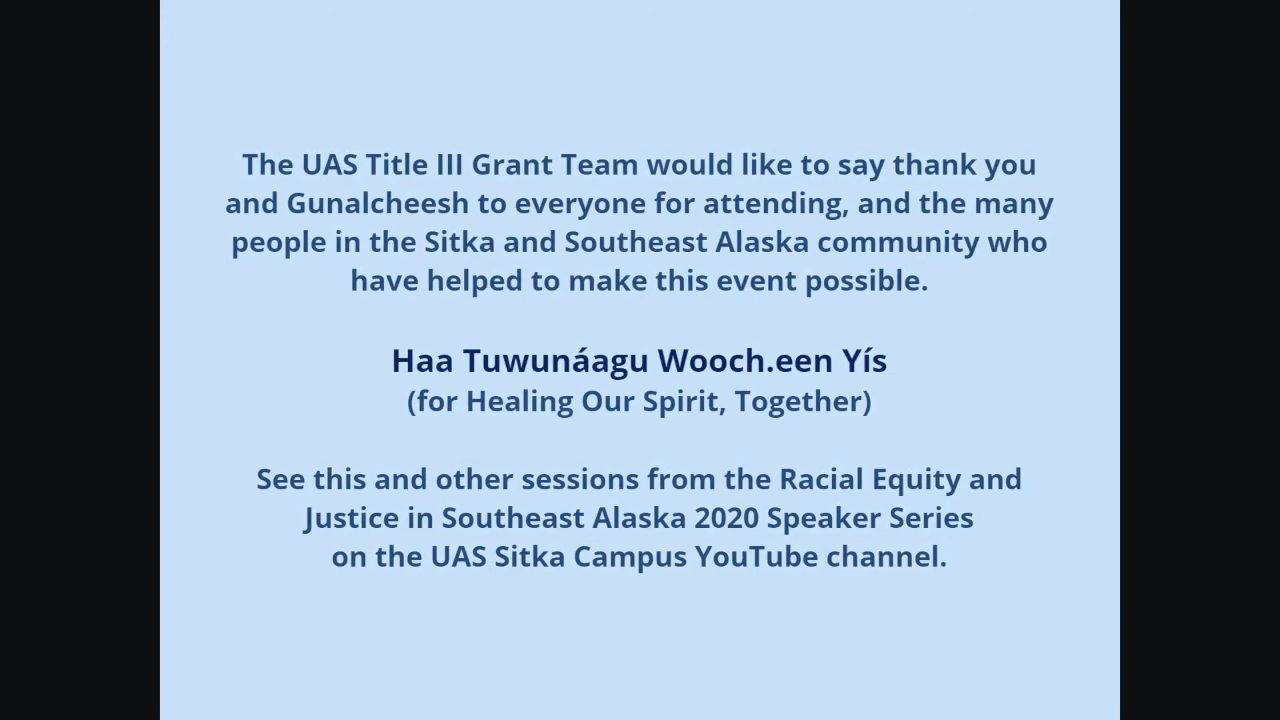 The UAS Title III Grant Team would like to say thank you
and Gunalcheesh to everyone for attending, and the many
people in the Sitka and Southeast Alaska community who
have helped to make this event possible.
Haa Tuwunáagu Wooch.een Yís
(for Healing Our Spirit, Together)
See this and other sessions from the Racial Equity and
Justice in Southeast Alaska 2020 Speaker Series
on the UAS Sitka Campus YouTube channel.